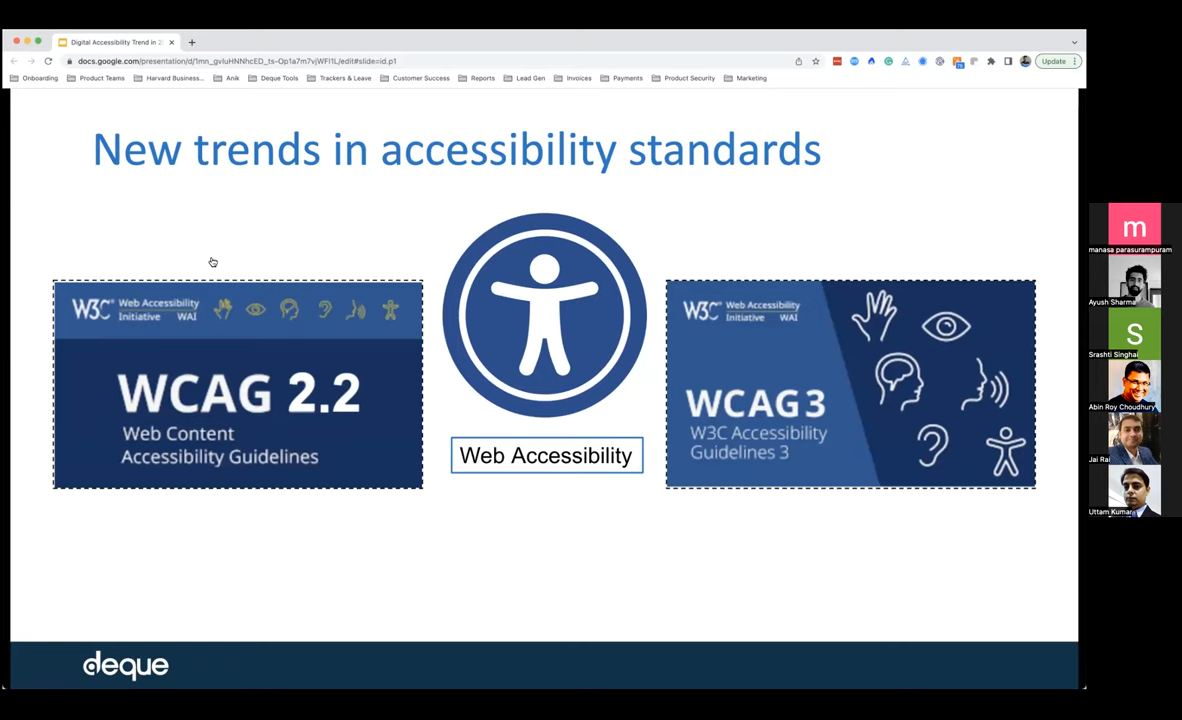 Digital Accessibility Trend in 2
docs.google.com/presentation/d/1mn_gvluHNNhcED_ts-Op1a7m7vjWFI1L/edit#slide=id.p1
Update
Onboarding
Product Teams
Harvard Business...
Anik
Deque Tools
Trackers & Leave
Customer Success
Reports
Lead Gen
Invoices
Payments
Product Security
Marketing
New trends in accessibility standards
W3C® Web Accessibility
Initiative WAI
WCAG 2.2
Web Content
Accessibility Guidelines
Web Accessibility
W3C® Web Accessibility
Initiative WAI
WCAG 3
W3C Accessibility
Guidelines 3
deque
m
manasa parasurampuram
Ayush Sharma
S
Srashti Singhai
Abin Roy Choudhury
Jai Rai
Uttam Kumar